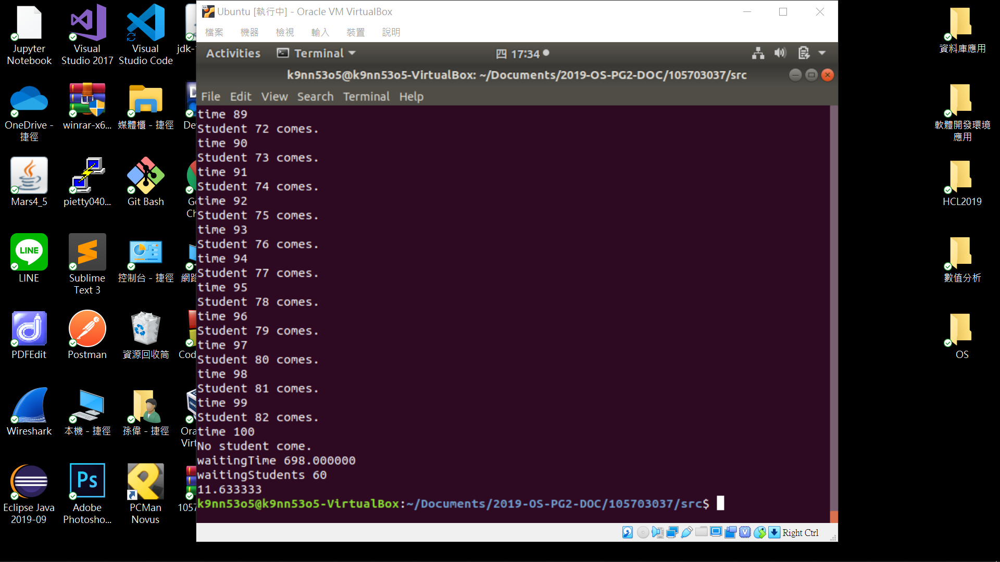 Ubuntu [執行中] - Oracle VM VirtualBox
檔案 機器 檢視 輸入 裝置 說明
Activities Terminal 四 17:34
k9nn53o5@k9nn53o5-VirtualBox: ~/Documents/2019-OS-PG2-DOC/105703037/src
File Edit View Search Terminal Help
time 89
Student 72 comes.
time 90
Student 73 comes.
time 91
Student 74 comes.
time 92
Student 75 comes.
time 93
Student 76 comes.
time 94
Student 77 comes.
time 95
Student 78 comes.
time 96
Student 79 comes.
time 97
Student 80 comes.
time 98
Student 81 comes.
time 99
Student 82 comes.
time 100
No student come.
waitingTime 698.000000
waitingStudents 60
11.633333
k9nn53o5@k9nn53o5-VirtualBox:~/Documents/2019-OS-PG2-DOC/105703037/src$
Right Ctrl
Jupyter
Notebook
Visual
Studio 2017
Visual
Studio Code
jdk-
OneDrive -
捷徑
winrar-x6...
媒體櫃 - 捷徑
De
Mars4_5
pietty040...
Git Bash
G
Ch
LINE
LINE
Sublime
Text 3
控制台 - 捷徑
網路
PDFEdit
Postman
資源回收筒
Cod
Wireshark
本機 - 捷徑
孫偉 - 捷徑
Ora
Virt
Eclipse Java
2019-09
Ps
Adobe
Photosho...
PCMan
Novus
1057
資料庫應用
軟體開發環境
應用
HCL2019
數值分析
OS